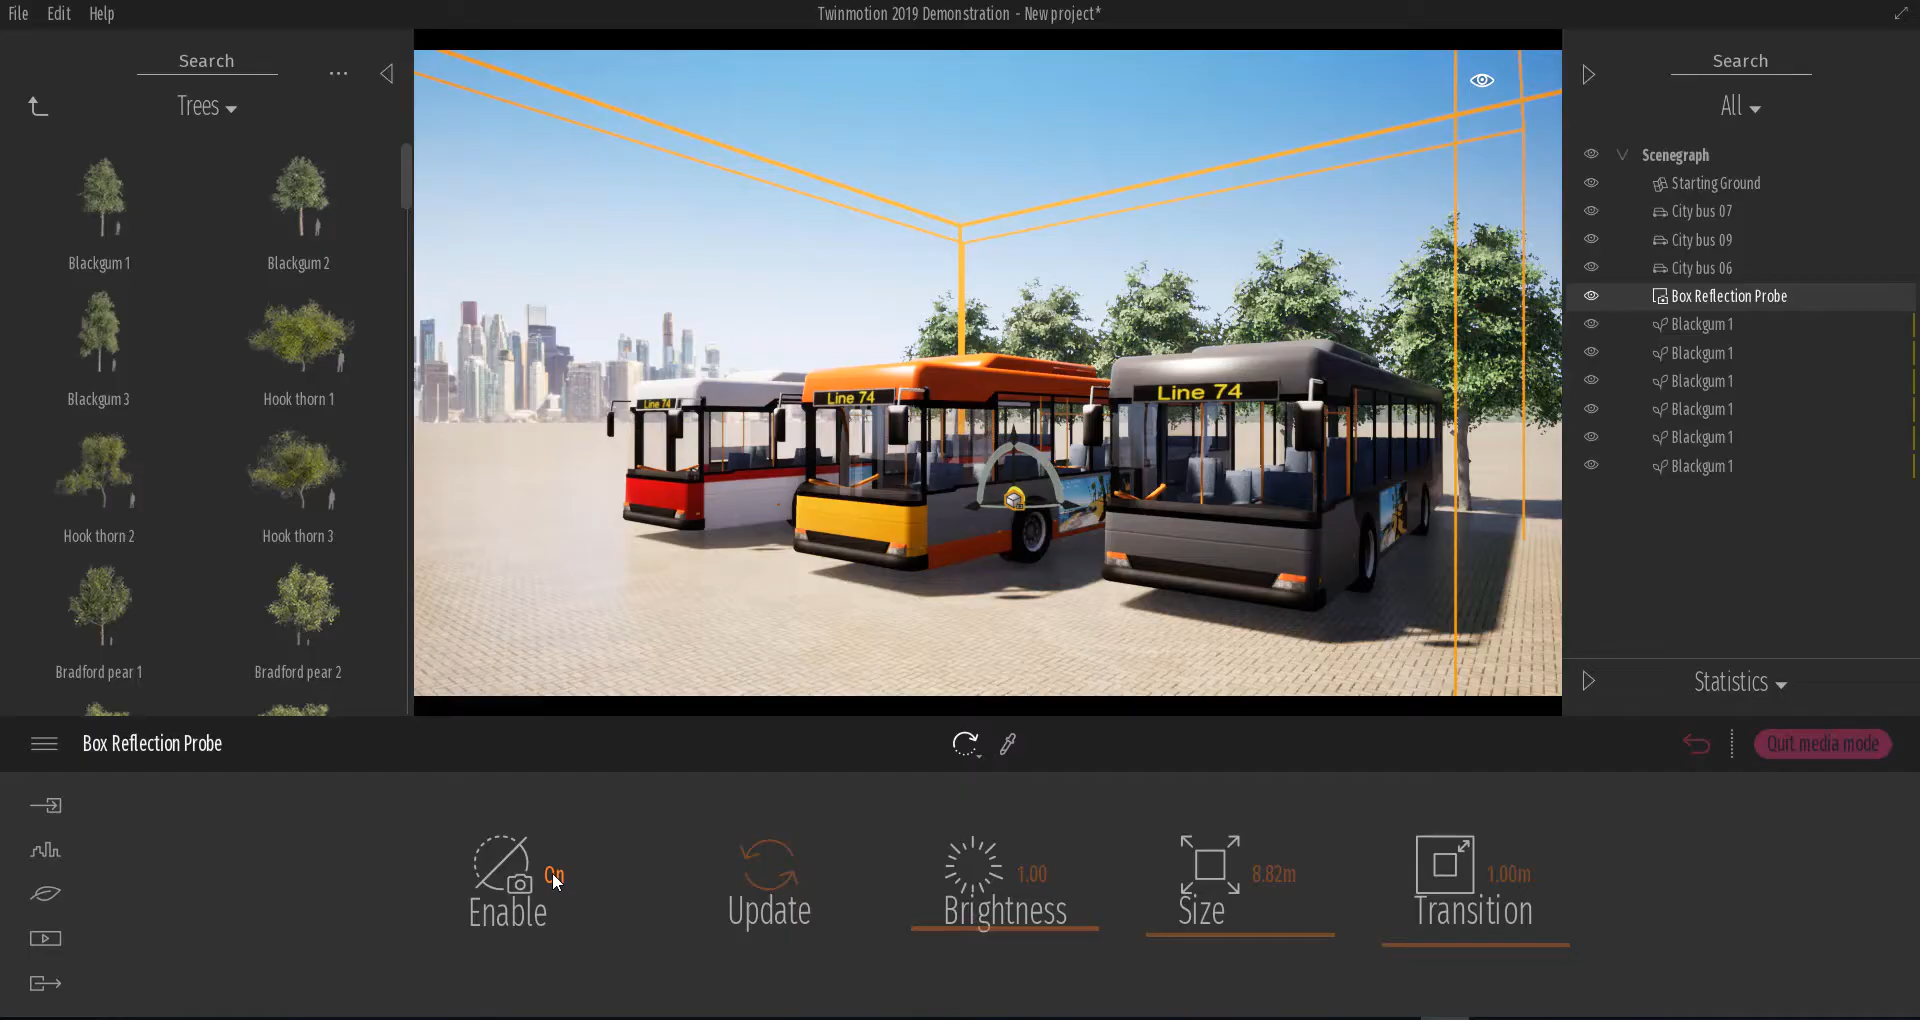 File Edit Help
Twinmotion 2019 Demonstration - New project*
Search
...
Trees
Blackgum 1
Blackgum 2
Blackgum 3
Hook thorn 1
Hook thorn 2
Hook thorn 3
Bradford pear 1
Bradford pear 2
Line 74
Line 74
Line 74
Search
All
Scenegraph
Starting Ground
City bus 07
City bus 09
City bus 06
Box Reflection Probe
Blackgum 1
Blackgum 1
Blackgum 1
Blackgum 1
Blackgum 1
Blackgum 1
Statistics
Box Reflection Probe
Quit media mode
On
Enable
Update
1.00
Brightness
8.82m
Size
1.00m
Transition